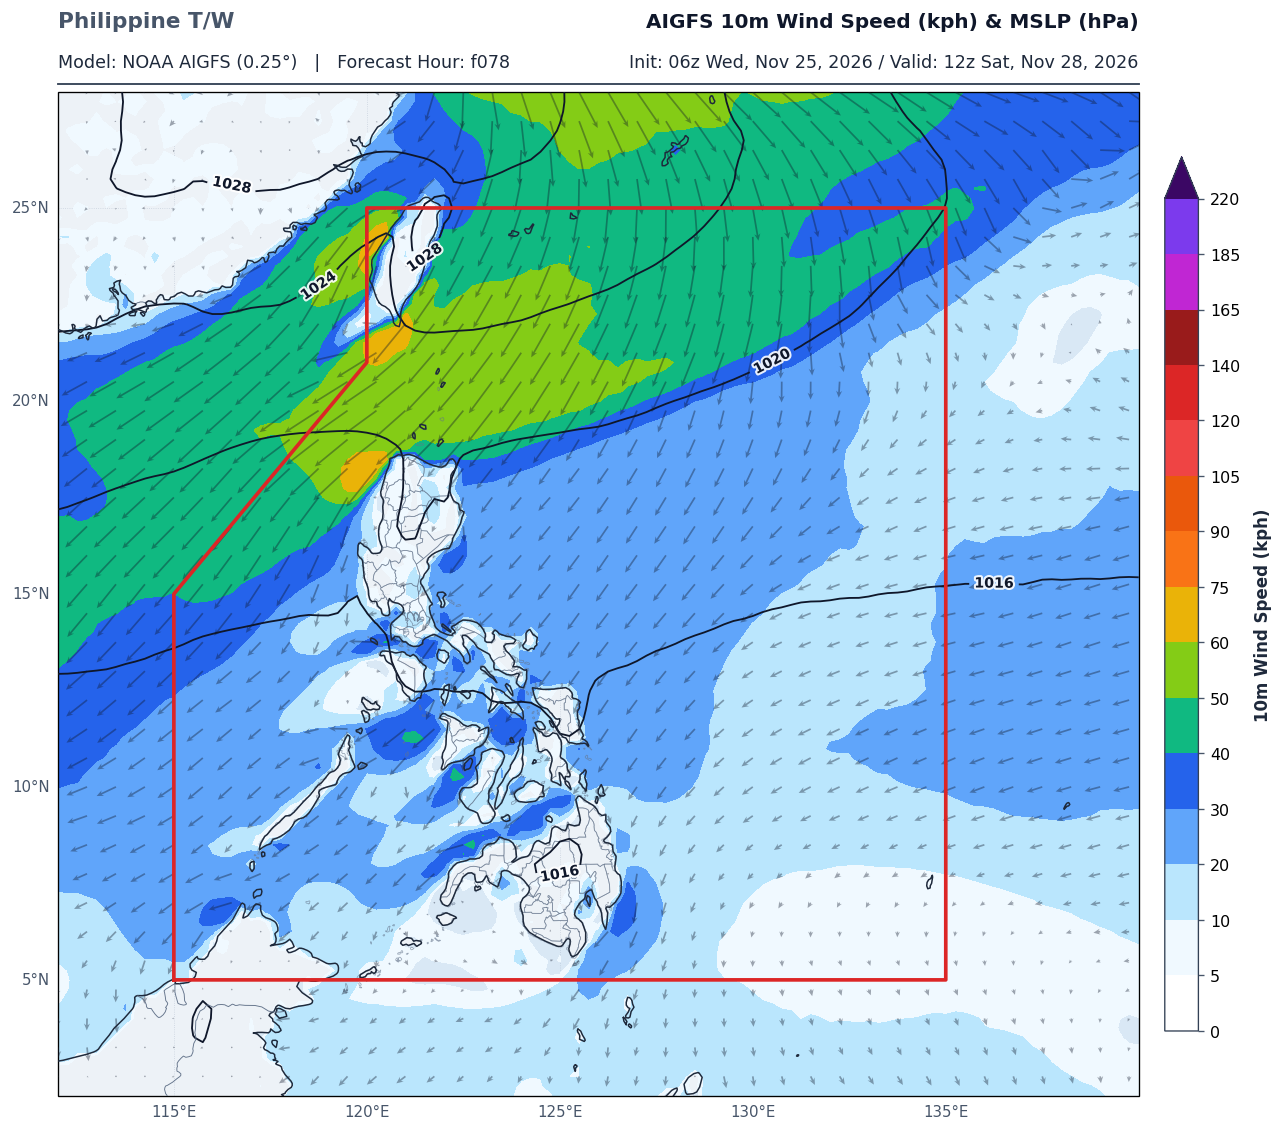 Philippine T/W
AIGFS 10m Wind Speed (kph) & MSLP (hPa)
Model: NOAA AIGFS (0.25°) | Forecast Hour: f078
Init: 06z Wed, Nov 25, 2026 / Valid: 12z Sat, Nov 28, 2026
1028
1028
1024
1020
1016
1016
25°N
20°N
15°N
10°N
5°N
115°E
120°E
125°E
130°E
135°E
220
185
165
140
120
105
90
75
60
50
40
30
20
10
5
0
10m Wind Speed (kph)